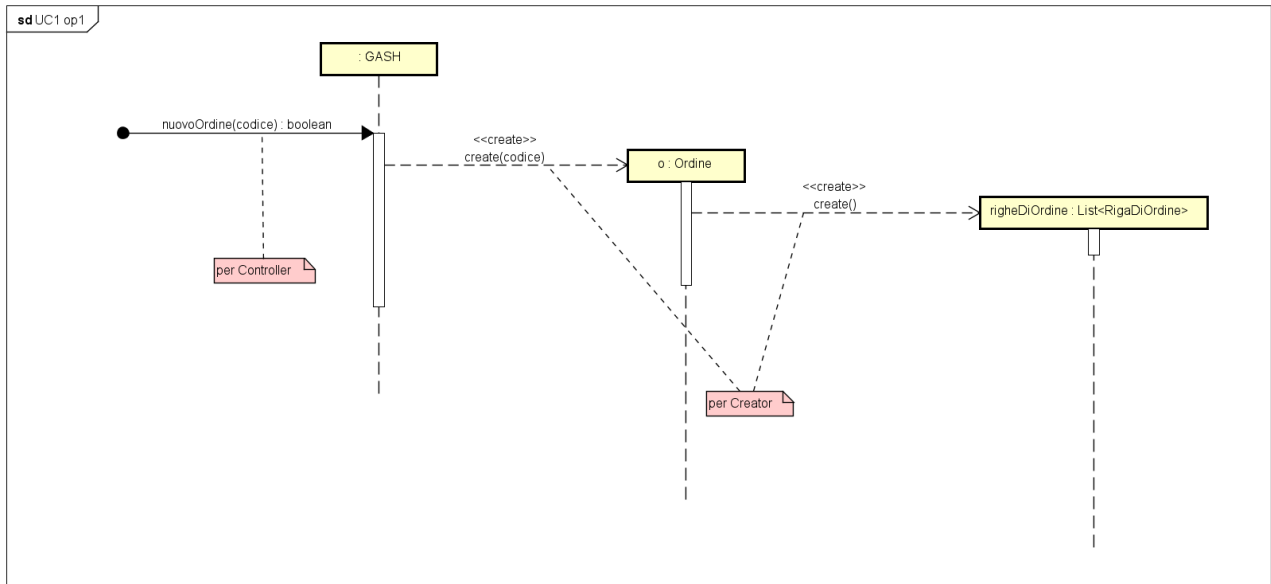 sd UC1 op1
: GASH
nuovoOrdine(codice) : boolean
<<create>>
create(codice)
o : Ordine
<<create>>
create()
righeDiOrdine : List<RigaDiOrdine>
per Controller
per Creator